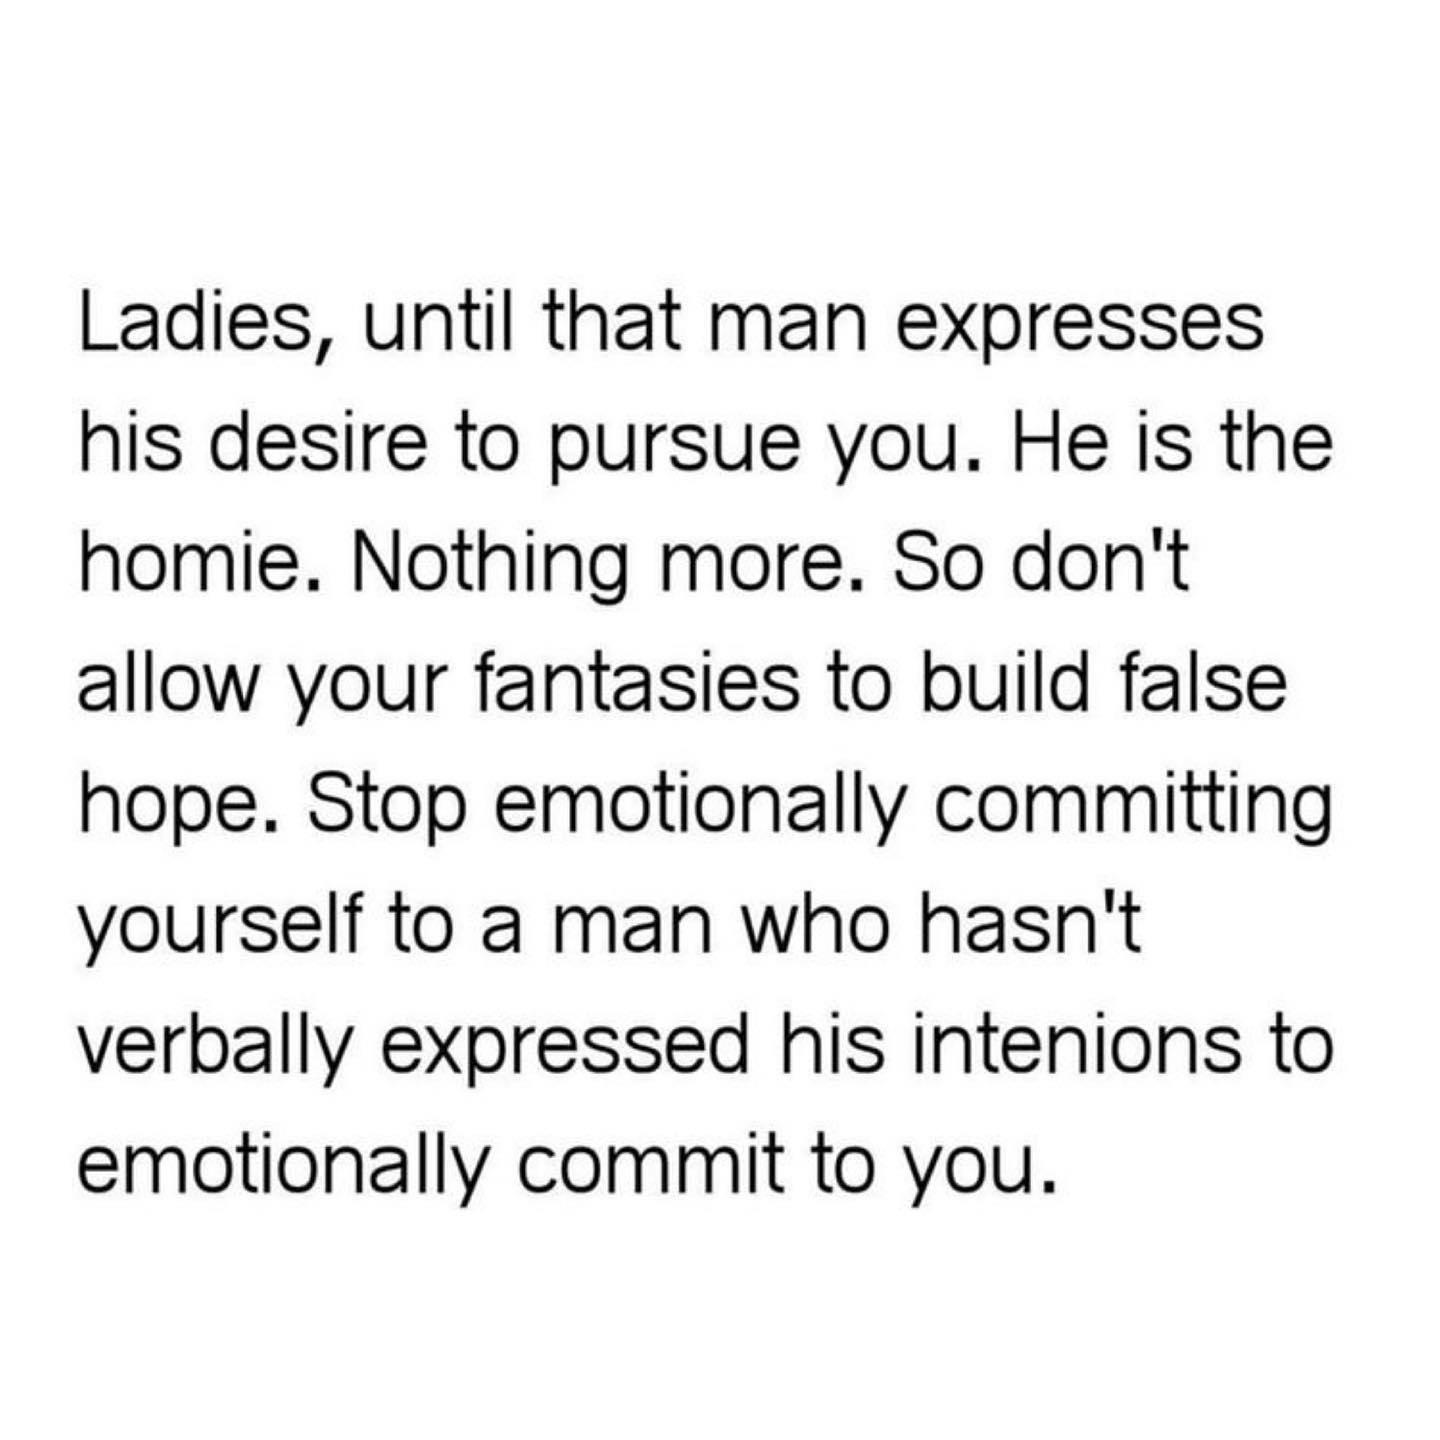 Ladies, until that man expresses
his desire to pursue you. He is the
homie. Nothing more. So don't
allow your fantasies to build false
hope. Stop emotionally committing
yourself to a man who hasn't
verbally expressed his intenions to
emotionally commit to you.